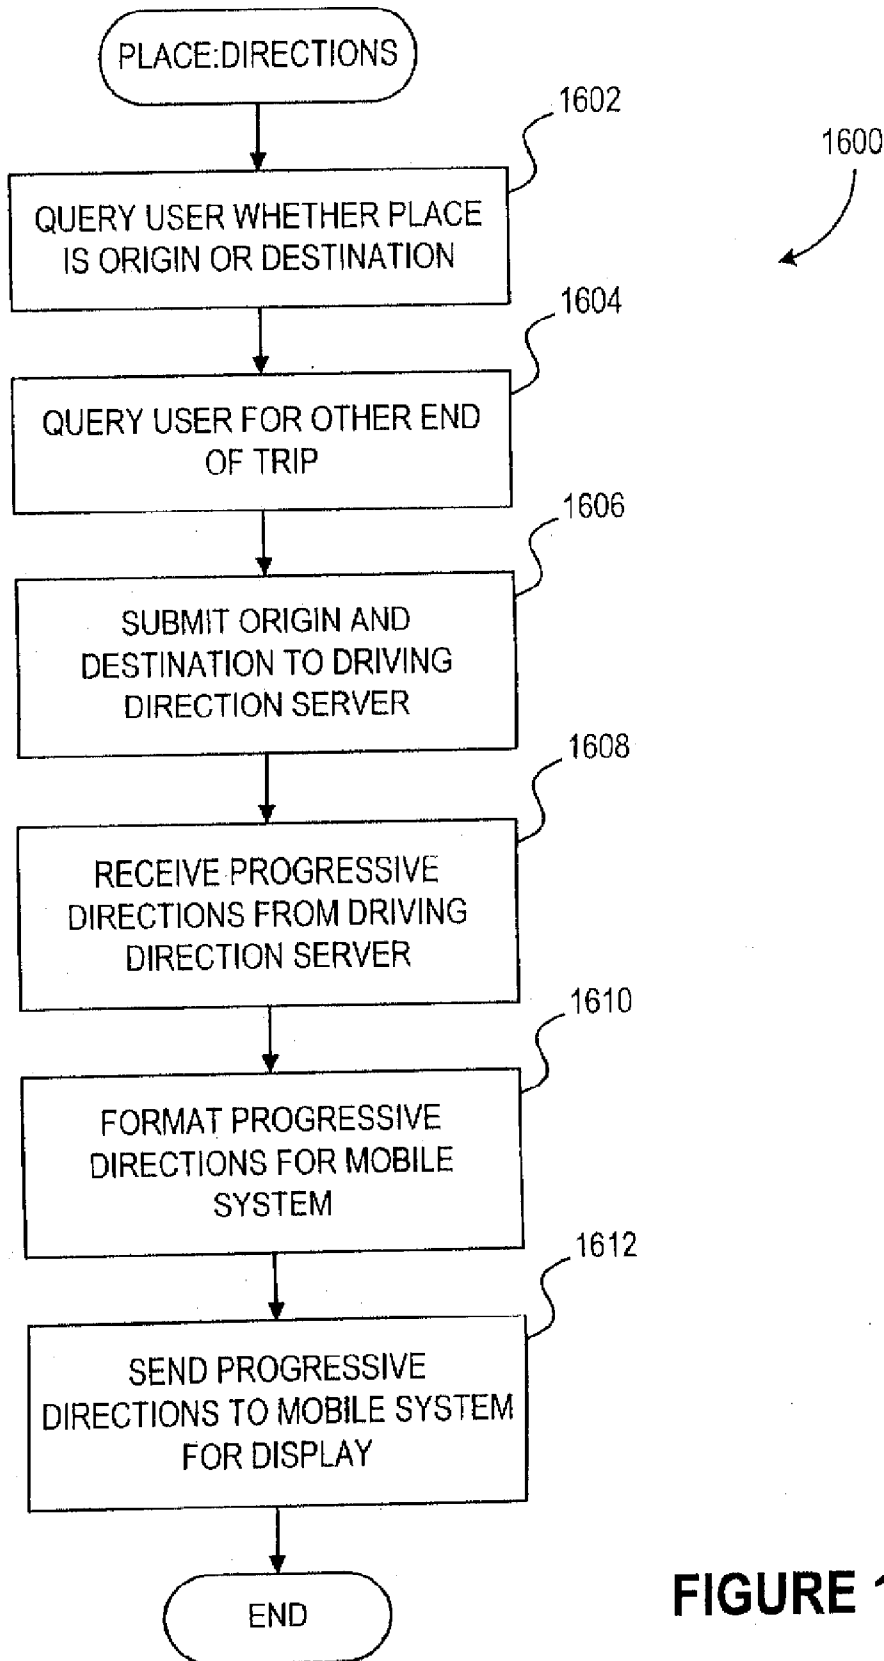 PLACE:DIRECTIONS
1602
1600
QUERY USER WHETHER PLACE
IS ORIGIN OR DESTINATION
1604
QUERY USER FOR OTHER END
OF TRIP
1606
SUBMIT ORIGIN AND
DESTINATION TO DRIVING
DIRECTION SERVER
1608
RECEIVE PROGRESSIVE
DIRECTIONS FROM DRIVING
DIRECTION SERVER
1610
FORMAT PROGRESSIVE
DIRECTIONS FOR MOBILE
SYSTEM
1612
SEND PROGRESSIVE
DIRECTIONS TO MOBILE SYSTEM
FOR DISPLAY
END
FIGURE